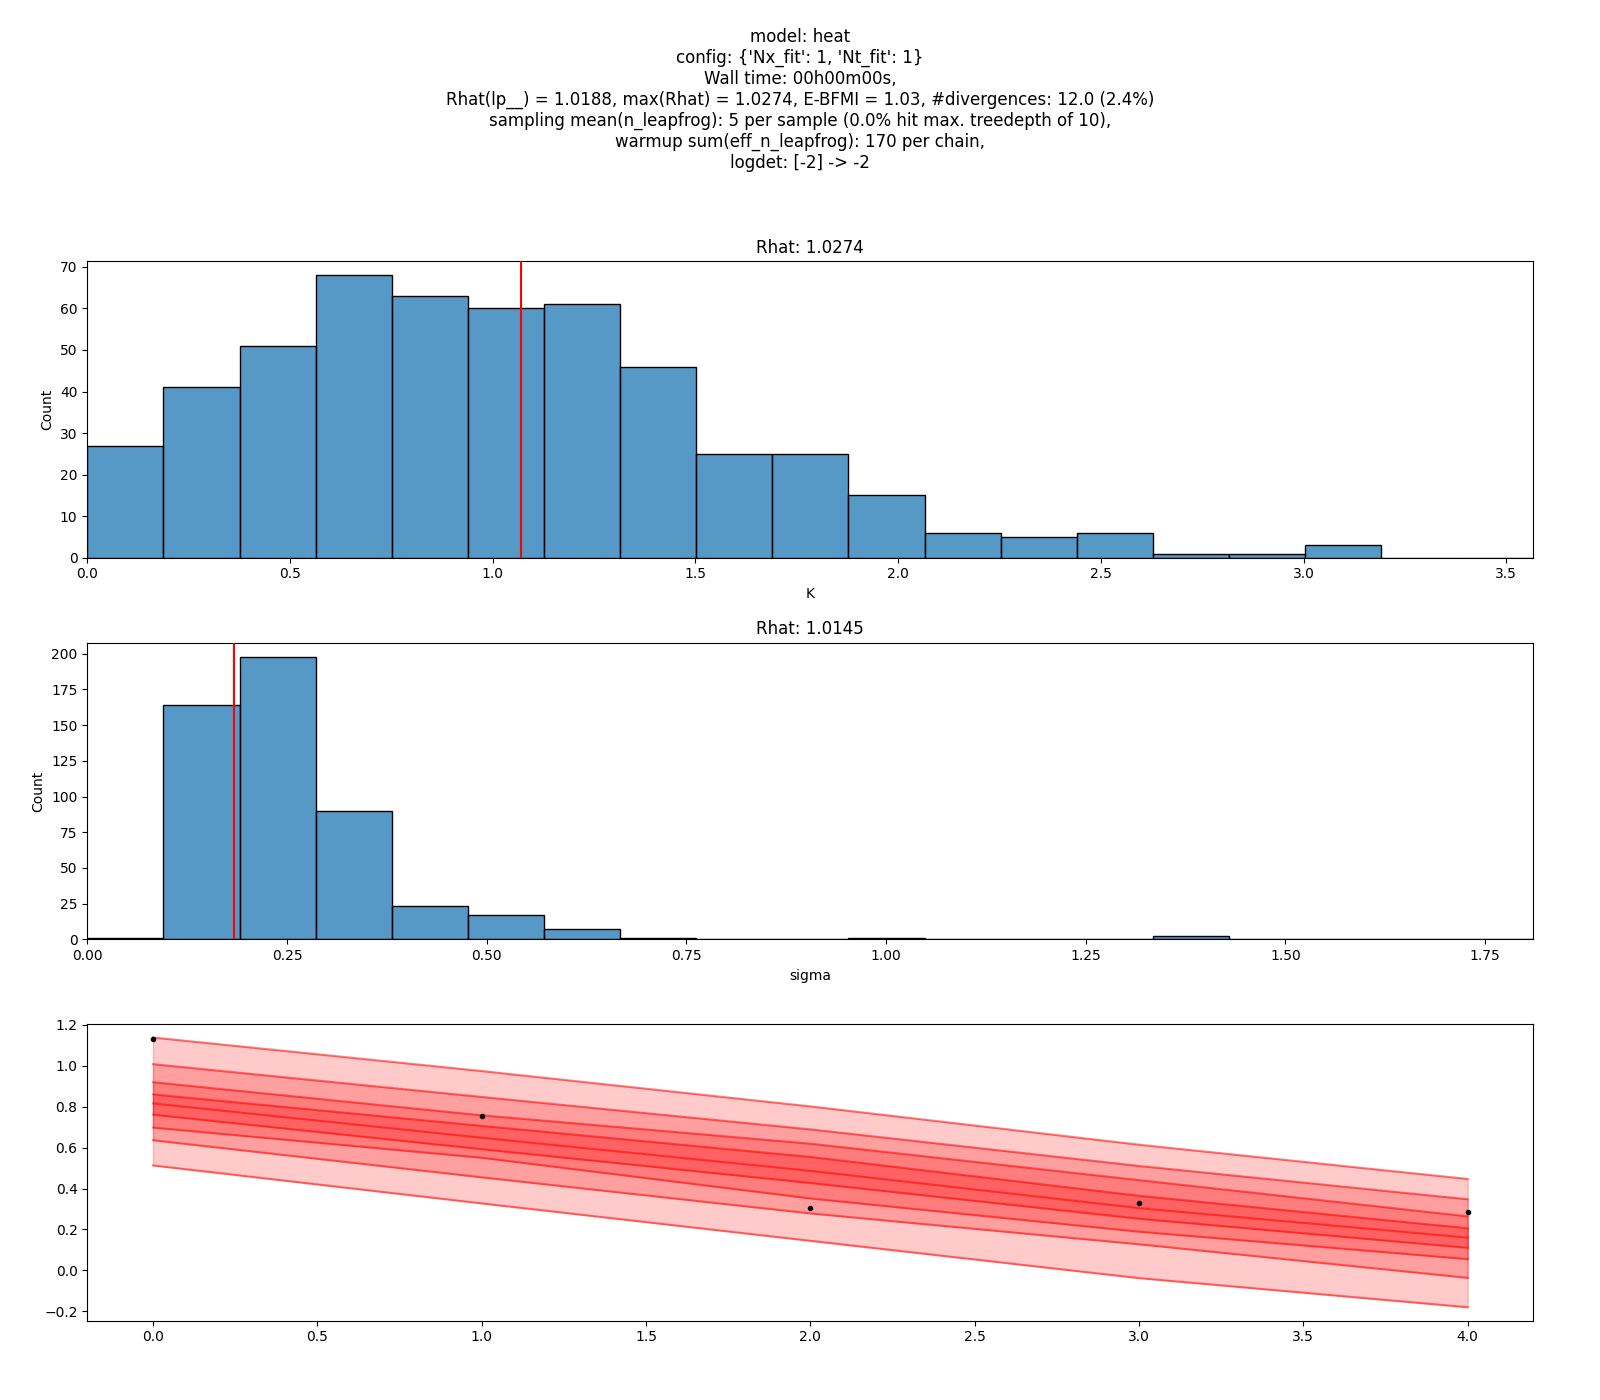 model: heat
config: {'Nx_fit': 1, 'Nt_fit': 1}
Wall time: 00h00m00s,
Rhat(lp__) = 1.0188, max(Rhat) = 1.0274, E-BFMI = 1.03, #divergences: 12.0 (2.4%)
sampling mean(n_leapfrog): 5 per sample (0.0% hit max. treedepth of 10),
warmup sum(eff_n_leapfrog): 170 per chain,
logdet: [-2] -> -2
Rhat: 1.0274
70
60
50
40
30
20
10
0
Count
0.0 0.5 1.0 1.5 2.0 2.5 3.0 3.5
K
Rhat: 1.0145
200
175
150
125
100
75
50
25
0
Count
0.00 0.25 0.50 0.75 1.00 1.25 1.50 1.75
sigma
1.2
1.0
0.8
0.6
0.4
0.2
0.0
−0.2
0.0 0.5 1.0 1.5 2.0 2.5 3.0 3.5 4.0